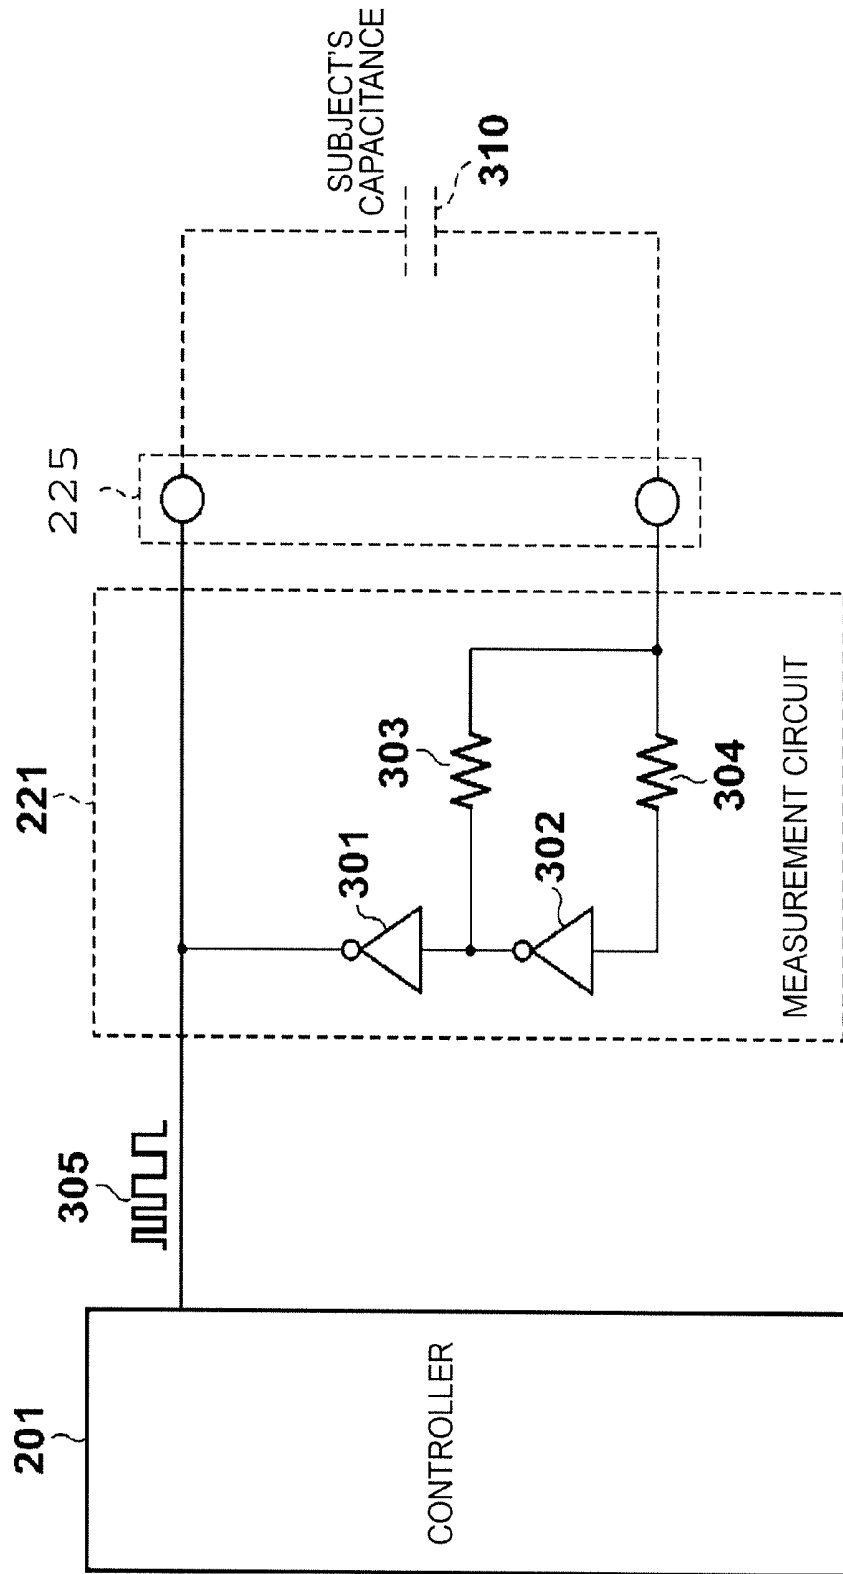 201
CONTROLLER
305
221
301
302
303
304
MEASUREMENT CIRCUIT
225
SUBJECT'S
CAPACITANCE
310